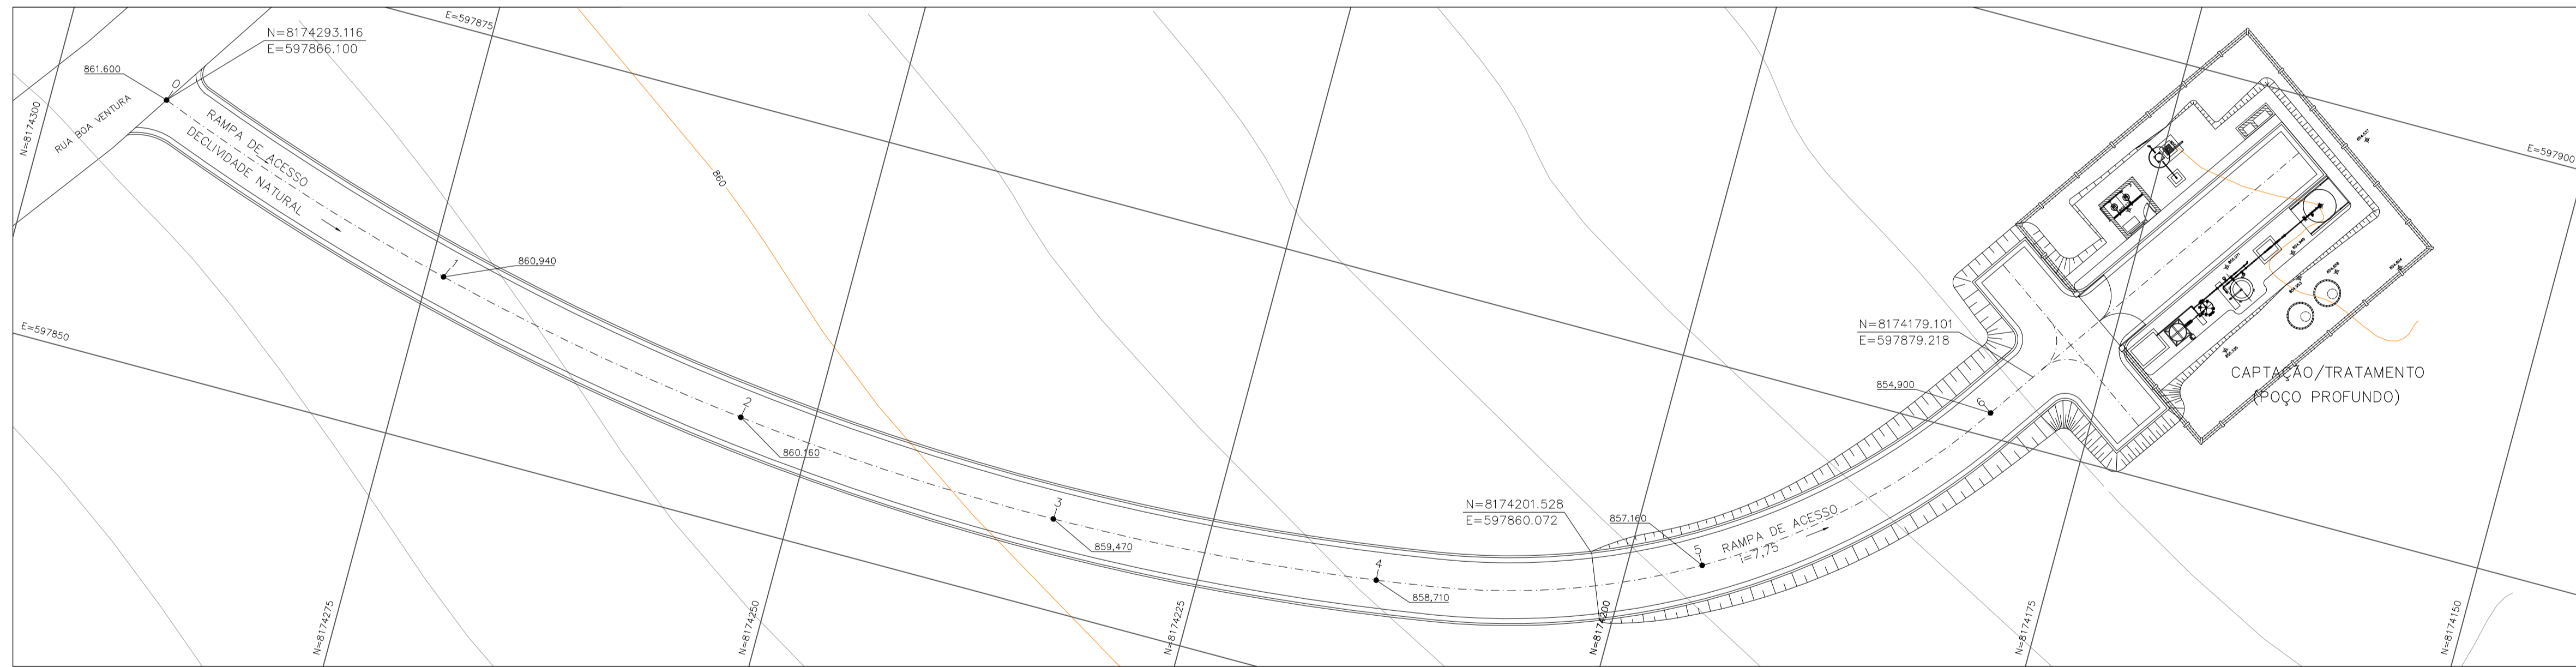 E=597875
N=8174293.116
E=597866.100
861.600
0
N=8174300
RUA BOA VENTURA
RAMPA DE ACESSO
DECLIVIDADE NATURAL
860
1
860,940
E=597850
2
860.160
3
859,470
4
858,710
N=8174201.528
E=597860.072
857.160
5
RAMPA DE ACESSO
i=7,75
N=8174179.101
E=597879.218
854,900
6
E=597900
CAPTAÇÃO/TRATAMENTO
(POÇO PROFUNDO)
N=8174275
N=8174250
N=8174225
N=8174200
N=8174175
N=8174150